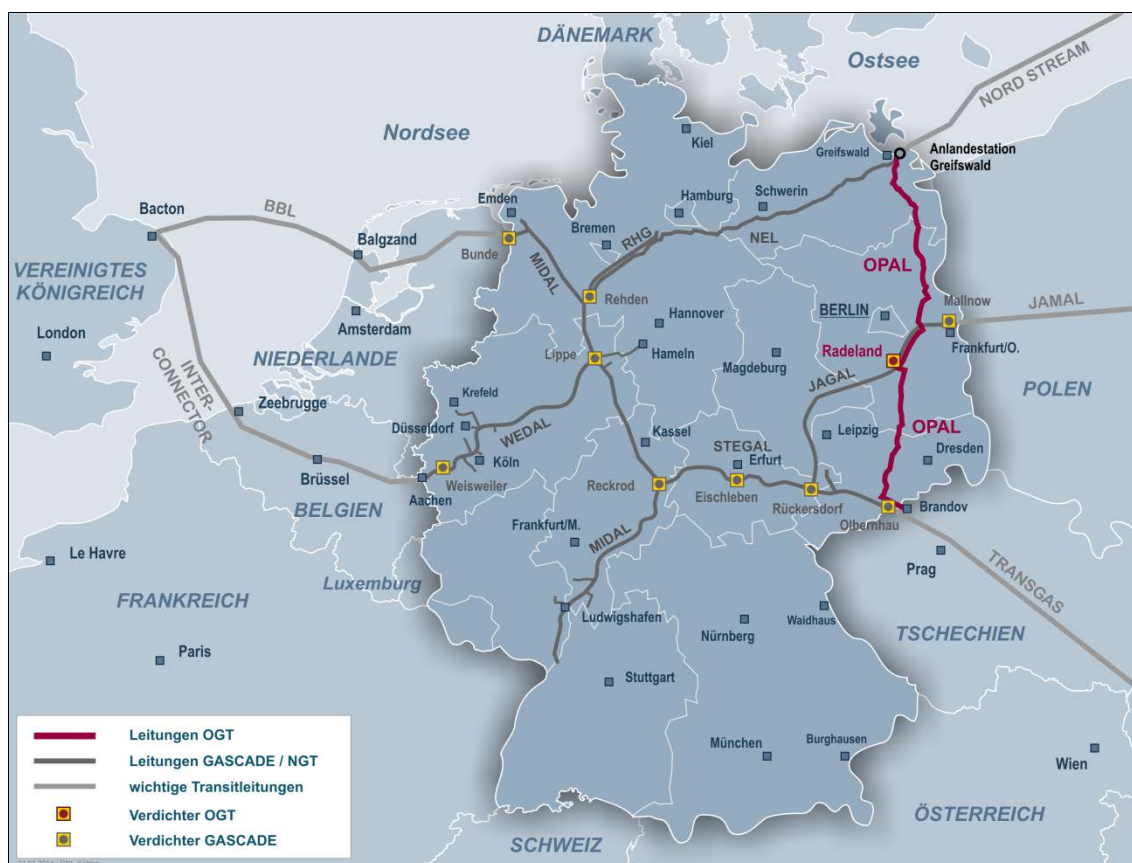 DÄNEMARK
Ostsee
NORD STREAM
Nordsee
Kiel
Greifswald
Anlandestation
Greifswald
Emden
Hamburg
Schwerin
Bacton
BBL
Balgzand
Bunde
Bremen
RHG
NEL
VEREINIGTES
KÖNIGREICH
MIDAL
OPAL
Rehden
Mallnow
JAMAL
London
Amsterdam
Hannover
BERLIN
NIEDERLANDE
Lippe
Hameln
Magdeburg
Radeland
Frankfurt/O.
INTER-
CONNECTOR
Krefeld
JAGAL
POLEN
Zeebrugge
Düsseldorf
WEDAL
Kassel
STEGAL
Leipzig
OPAL
Dresden
Brüssel
Köln
Erfurt
Aachen
Weisweiler
Reckrod
Eischleben
Rückersdorf
Olbernhau
Brandov
BELGIEN
Frankfurt/M.
MIDAL
Le Havre
Prag
TRANSGAS
Luxemburg
FRANKREICH
Ludwigshafen
Nürnberg
Waidhaus
TSCHECHIEN
Paris
Stuttgart
München
Burghausen
Wien
ÖSTERREICH
SCHWEIZ
Leitungen OGT
Leitungen GASCADE / NGT
wichtige Transitleitungen
Verdichter OGT
Verdichter GASCADE